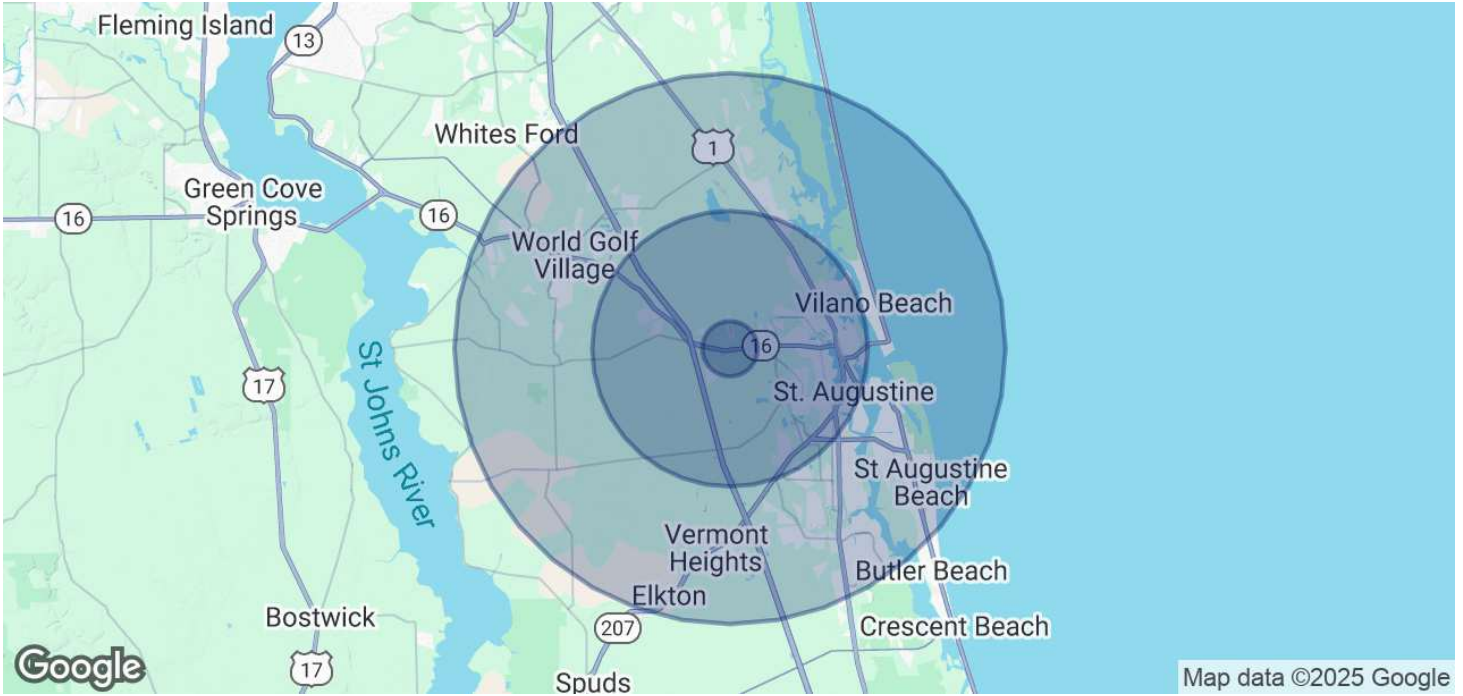 Fleming Island
13
Whites Ford
1
Green Cove
Springs
16
16
World Golf
Village
Vilano Beach
16
17
St Johns River
St. Augustine
St Augustine
Beach
Vermont
Heights
Butler Beach
Elkton
Bostwick
207
Crescent Beach
17
Spuds
Google
Map data ©2025 Google